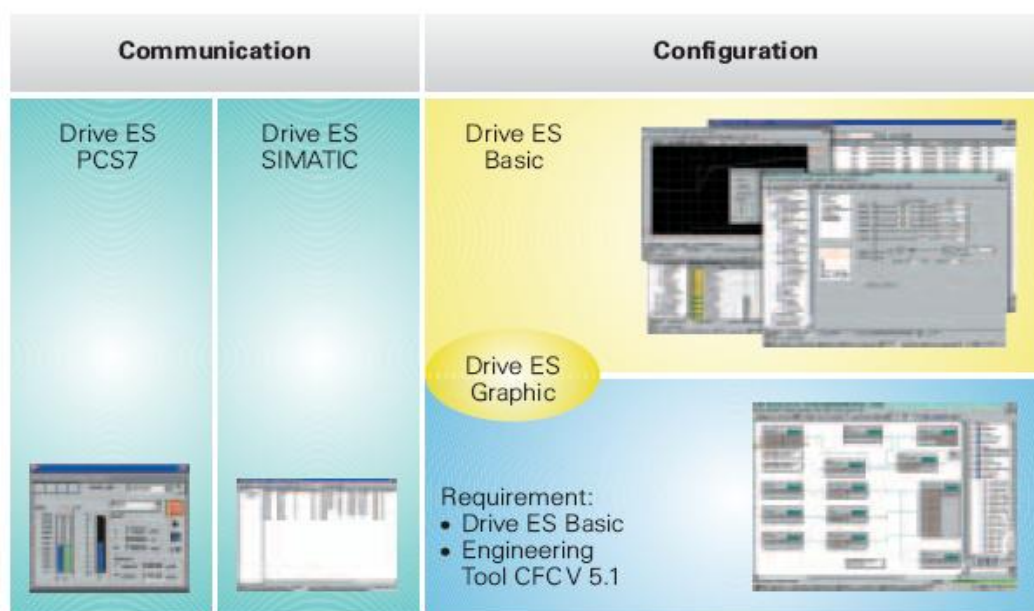 Communication
Configuration
Drive ES
PCS7
Drive ES
SIMATIC
Drive ES
Basic
Drive ES
Graphic
Requirement:
• Drive ES Basic
• Engineering
Tool CFC V 5.1